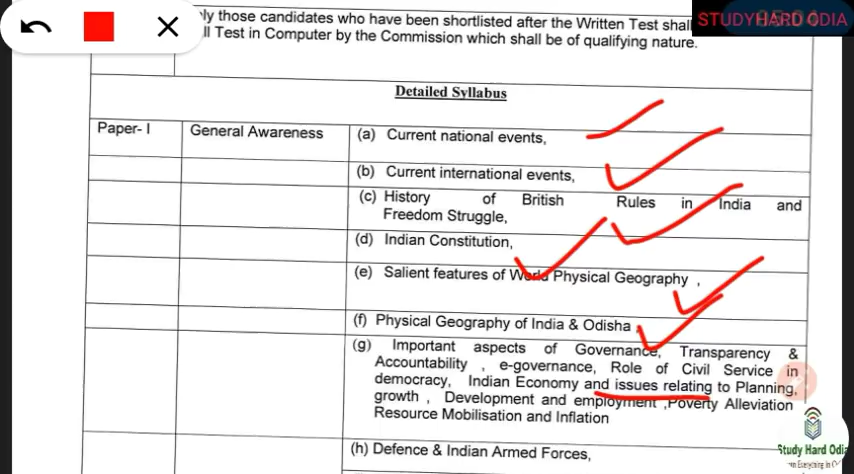 ly those candidates who have been shortlisted after the Written Test shal
ll Test in Computer by the Commission which shall be of qualifying nature.
STUDYHARD ODIA
Detailed Syllabus
Paper- I General Awareness (a) Current national events,
(b) Current international events,
(c) History of British Rules in India and
Freedom Struggle,
(d) Indian Constitution,
(e) Salient features of World Physical Geography ,
(f) Physical Geography of India & Odisha ,
(g) Important aspects of Governance, Transparency &
Accountability , e-governance, Role of Civil Service in
democracy, Indian Economy and issues relating to Planning,
growth , Development and employment ,Poverty Alleviation
Resource Mobilisation and Inflation
(h) Defence & Indian Armed Forces,
Study Hard Odia